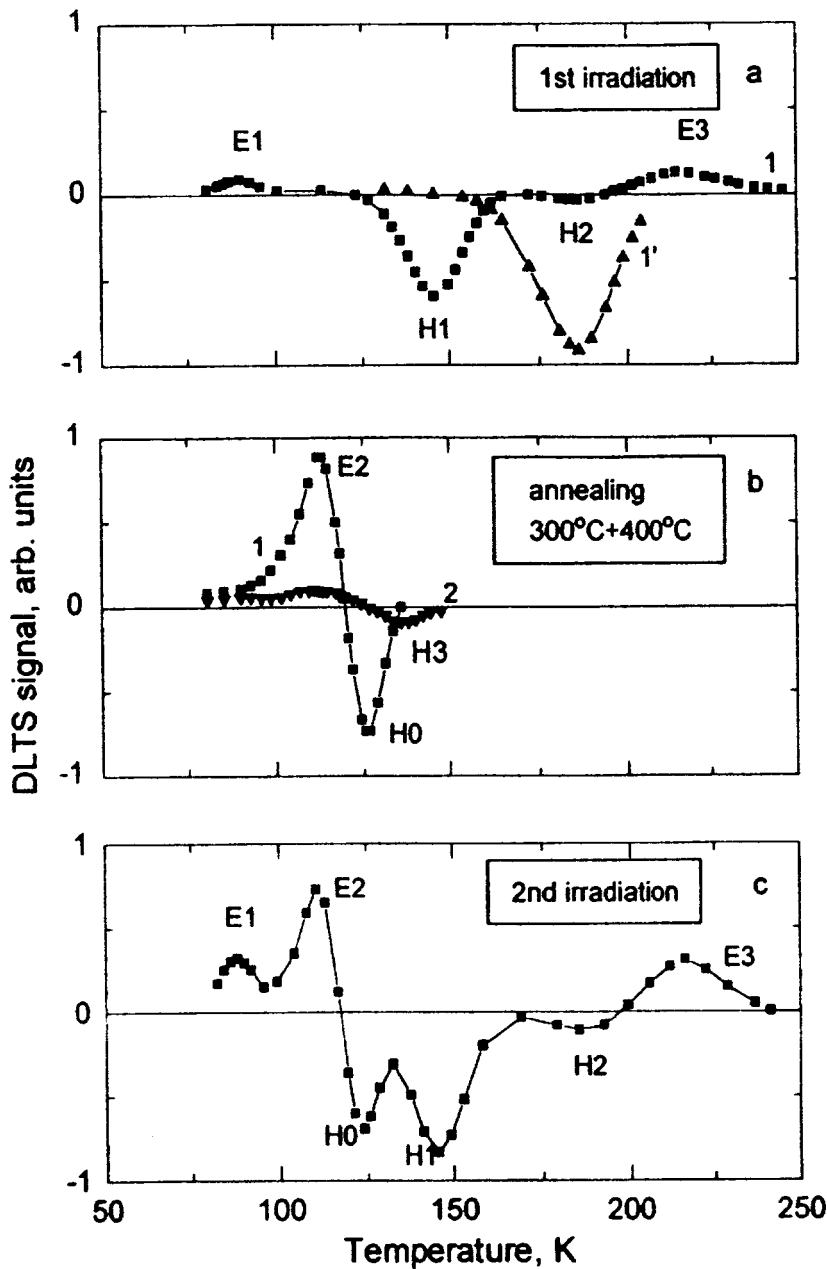 1
1st irradiation
a
E1
E3
1
0
H2
1'
H1
-1
1
E2
annealing
300°C+400°C
b
1
0
2
H3
H0
-1
1
E1
E2
2nd irradiation
c
E3
0
H2
H0
H1
-1
50
100
150
200
250
Temperature, K
DLTS signal, arb. units